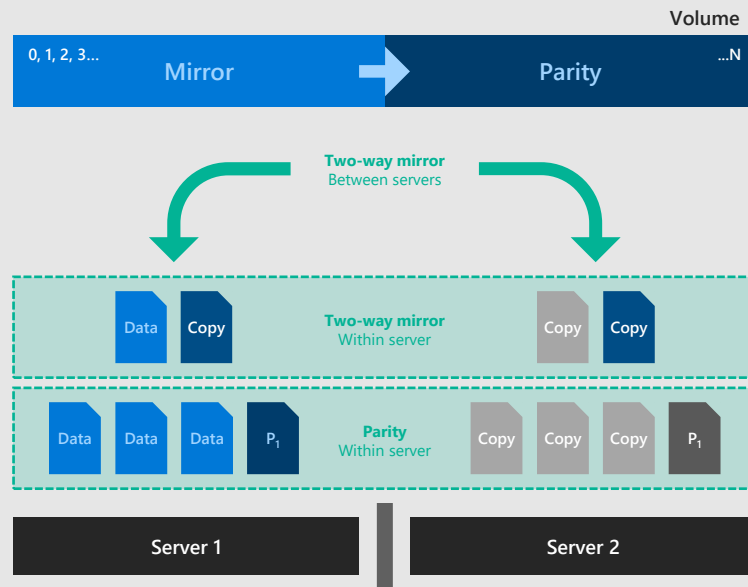 Volume
0, 1, 2, 3...
Mirror
Parity
...N
Two-way mirror
Between servers
Data
Copy
Two-way mirror
Within server
Copy
Copy
Data
Data
Data
P₁
Parity
Within server
Copy
Copy
Copy
P₁
Server 1
Server 2